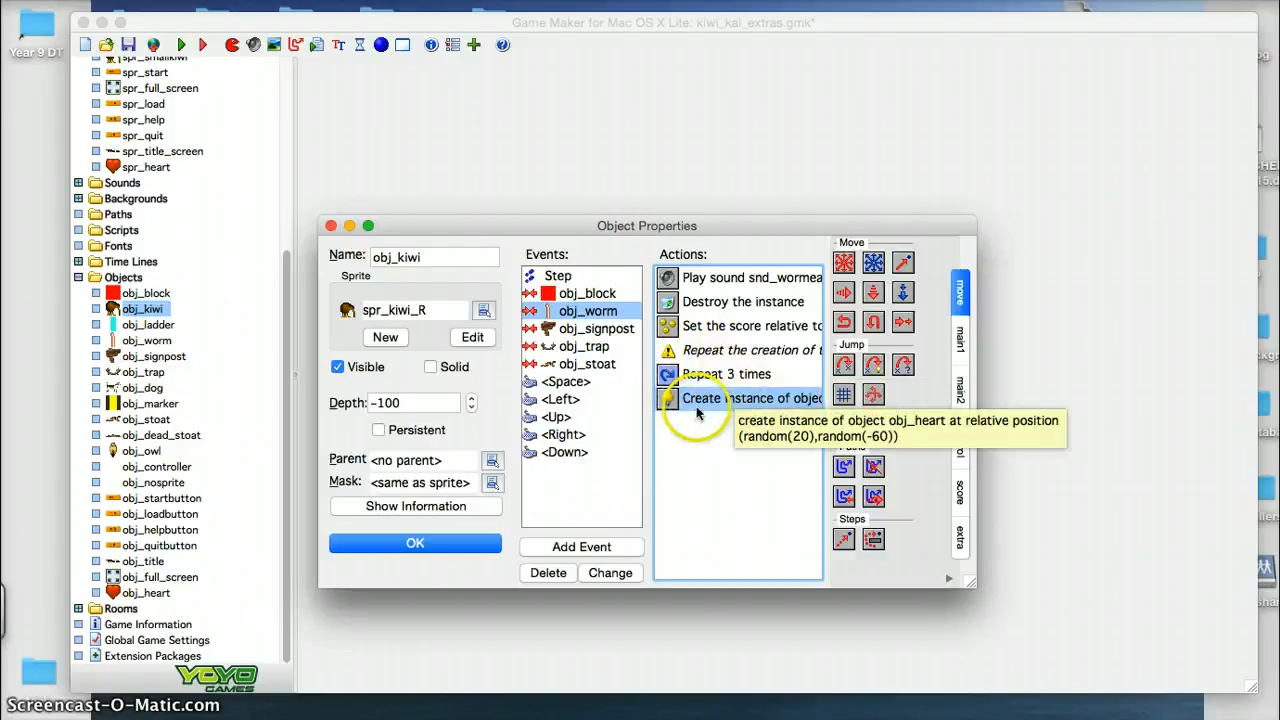 Game Maker for Mac OS X Lite: kiwi_kai_extras.gmk*
Year 9 DT
spr_smallkiwi
spr_start
spr_full_screen
spr_load
spr_help
spr_quit
spr_title_screen
spr_heart
Sounds
Backgrounds
Paths
Scripts
Fonts
Time Lines
Objects
obj_block
obj_kiwi
obj_ladder
obj_worm
obj_signpost
obj_trap
obj_dog
obj_marker
obj_stoat
obj_dead_stoat
obj_owl
obj_controller
obj_nosprite
obj_startbutton
obj_loadbutton
obj_helpbutton
obj_quitbutton
obj_title
obj_full_screen
obj_heart
Rooms
Game Information
Global Game Settings
Extension Packages
YOYO
GAMES
Object Properties
Name: obj_kiwi
Sprite
spr_kiwi_R
New
Edit
Visible
Solid
Depth: -100
Persistent
Parent <no parent>
Mask: <same as sprite>
Show Information
OK
Events:
Step
obj_block
obj_worm
obj_signpost
obj_trap
obj_stoat
<Space>
<Left>
<Up>
<Right>
<Down>
Add Event
Delete
Change
Actions:
Play sound snd_wormea
Destroy the instance
Set the score relative to
Repeat the creation of t
Repeat 3 times
Create instance of objec
create instance of object obj_heart at relative position
(random(20),random(-60))
Move
Jump
Steps
move
main1
main2
score
extra
Screencast-O-Matic.com